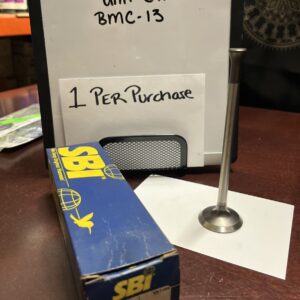 BMC-13
1 PER PURCHASE
SBI
SBI